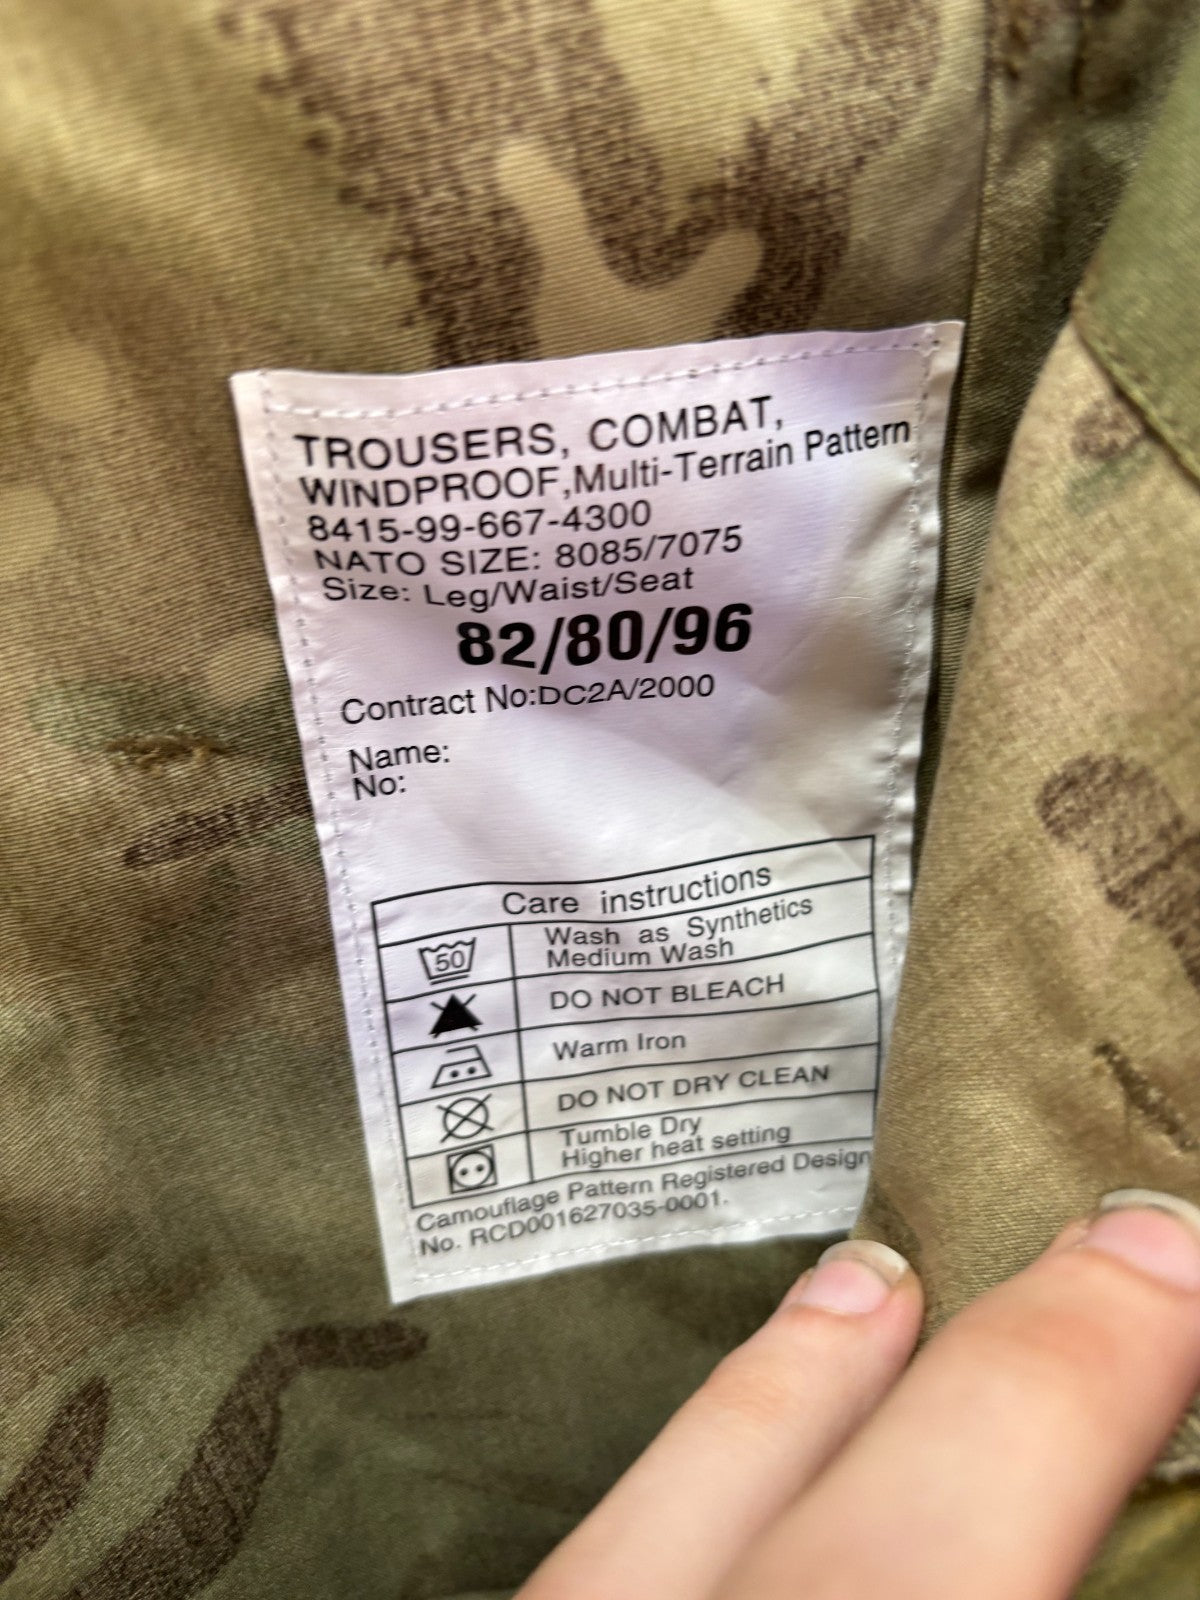 TROUSERS, COMBAT,
WINDPROOF,Multi-Terrain Pattern
8415-99-667-4300
NATO SIZE: 8085/7075
Size: Leg/Waist/Seat
82/80/96
Contract No:DC2A/2000
Name:
No:
Care instructions
50
Wash as Synthetics
Medium Wash
DO NOT BLEACH
Warm Iron
DO NOT DRY CLEAN
Tumble Dry
Higher heat setting
Camouflage Pattern Registered Design
No. RCD001627035-0001.